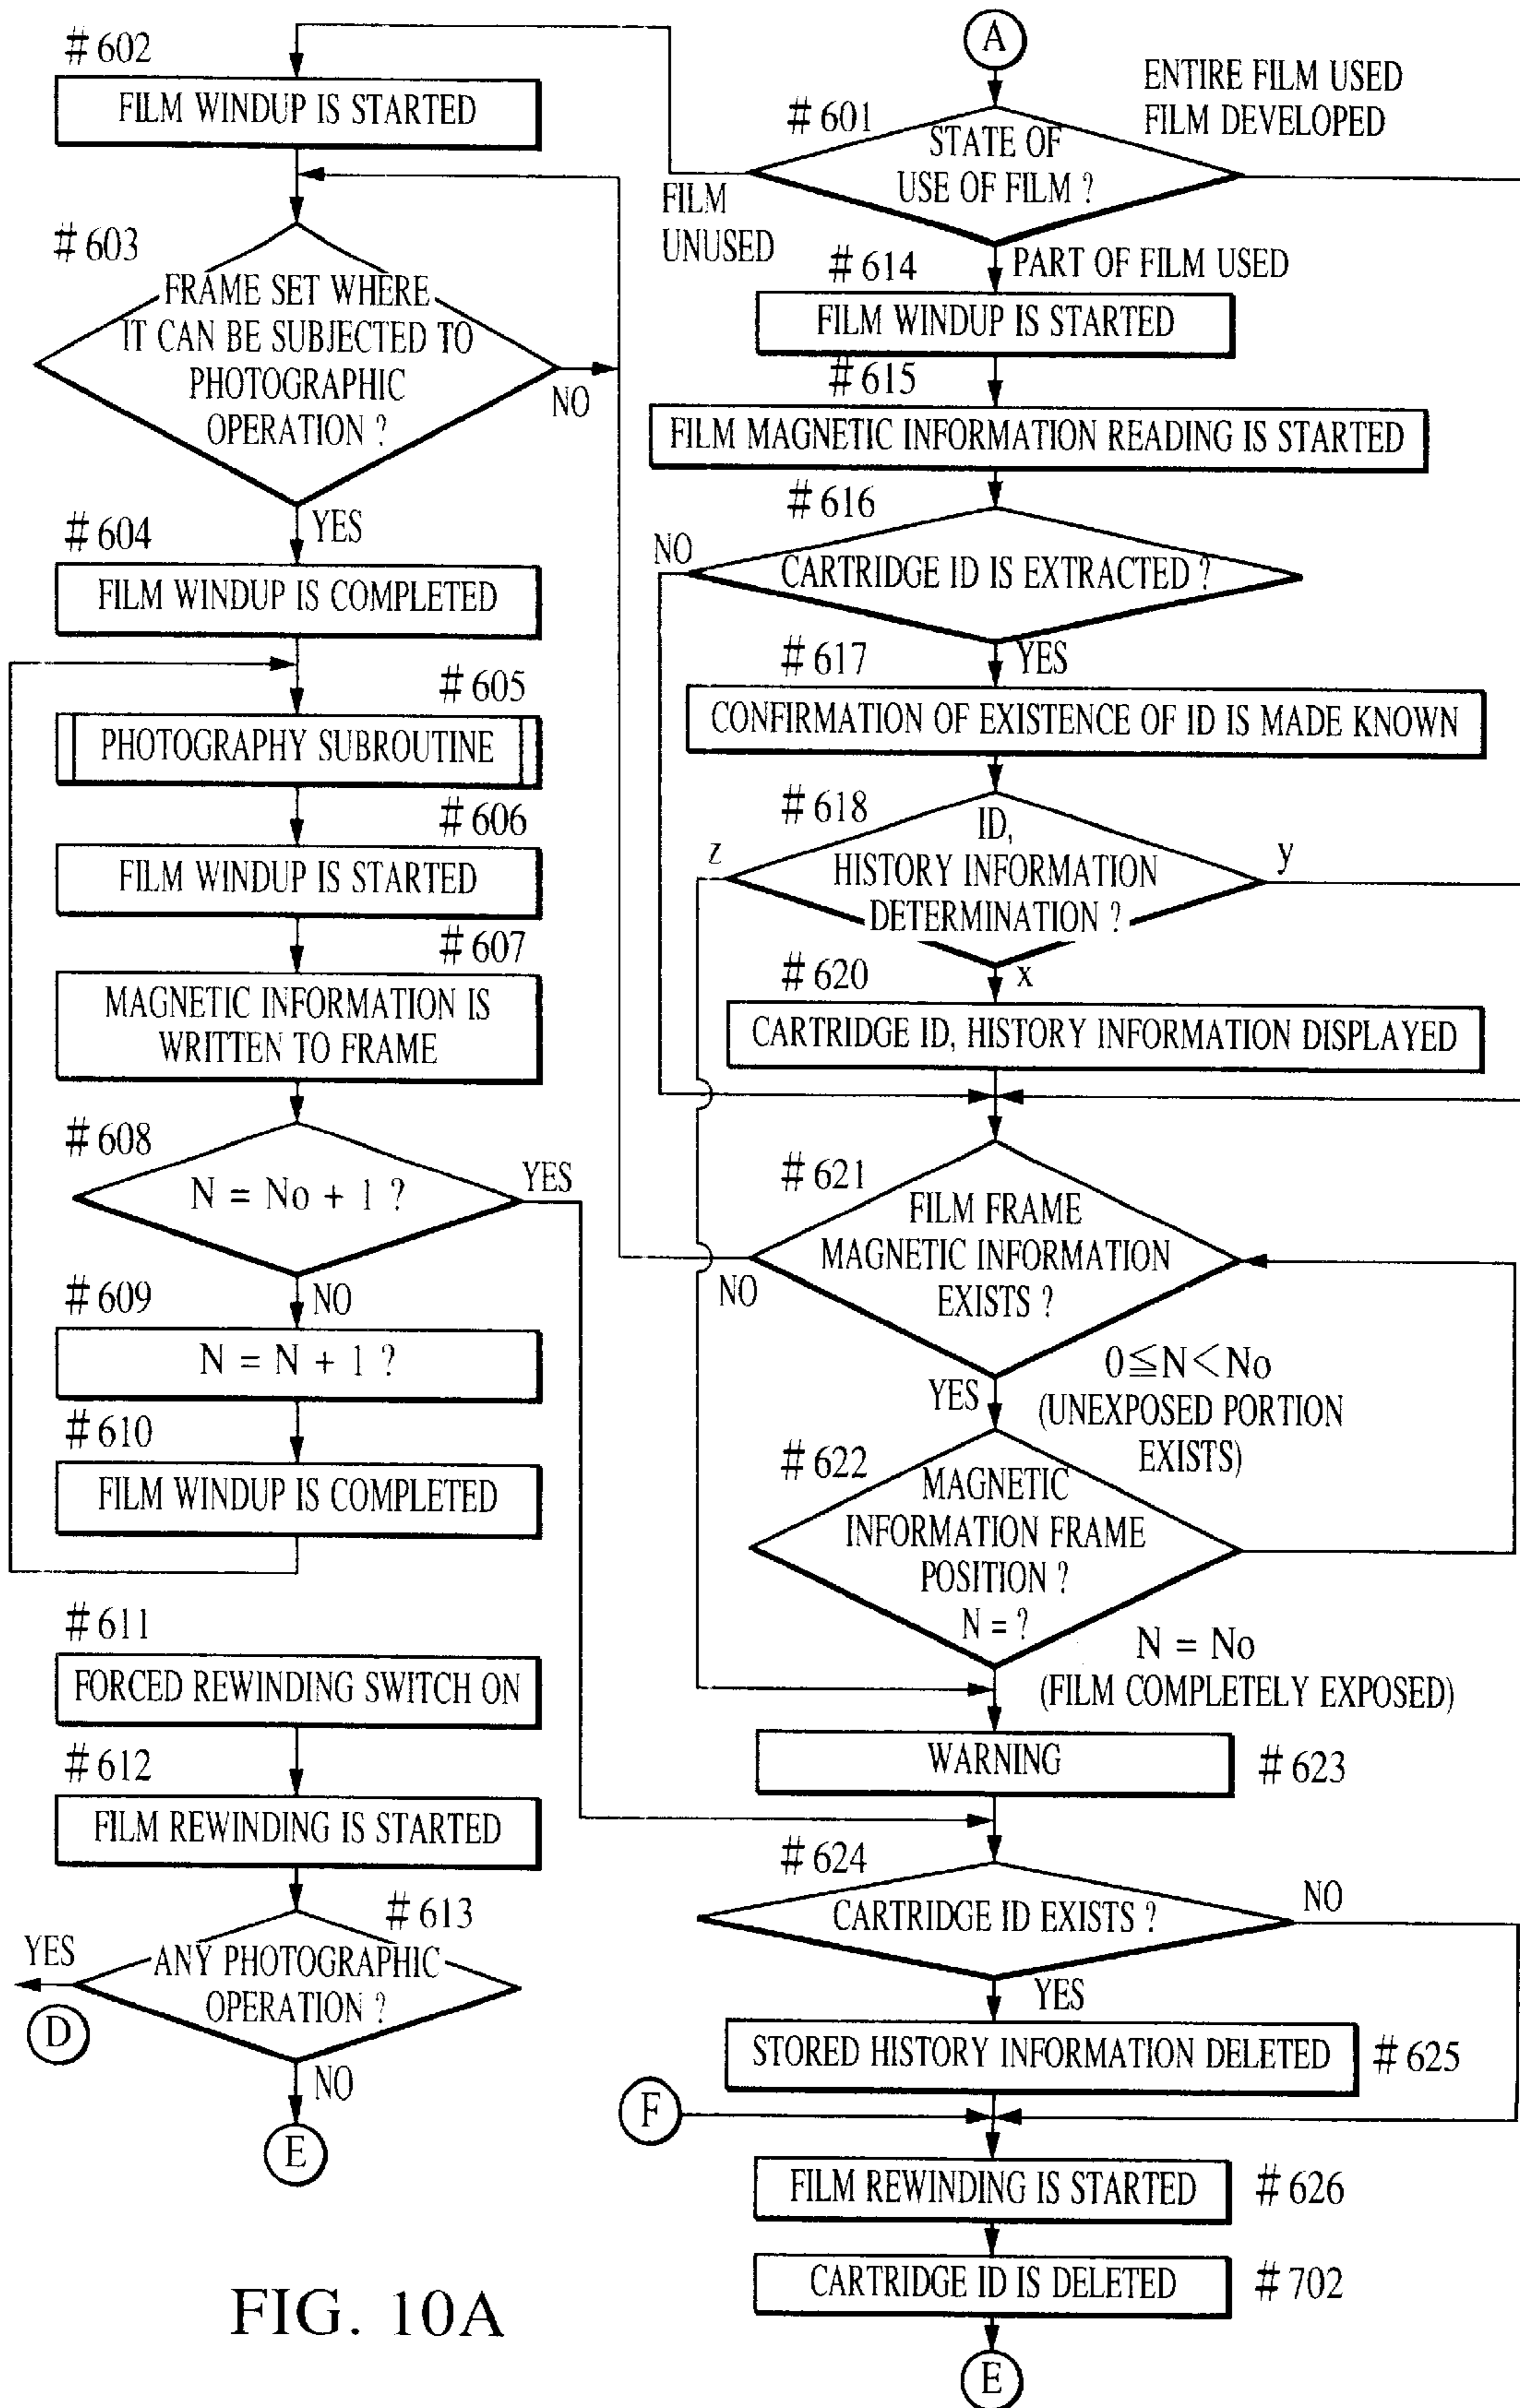 A
#601
STATE OF
USE OF FILM ?
ENTIRE FILM USED
FILM DEVELOPED
FILM
UNUSED
PART OF FILM USED
#602
FILM WINDUP IS STARTED
#603
FRAME SET WHERE
IT CAN BE SUBJECTED TO
PHOTOGRAPHIC
OPERATION ?
NO
YES
#604
FILM WINDUP IS COMPLETED
#605
PHOTOGRAPHY SUBROUTINE
#606
FILM WINDUP IS STARTED
#607
MAGNETIC INFORMATION IS
WRITTEN TO FRAME
#608
N = No + 1 ?
YES
NO
#609
N = N + 1 ?
#610
FILM WINDUP IS COMPLETED
#611
FORCED REWINDING SWITCH ON
#612
FILM REWINDING IS STARTED
#613
ANY PHOTOGRAPHIC
OPERATION ?
YES
D
NO
E
#614
FILM WINDUP IS STARTED
#615
FILM MAGNETIC INFORMATION READING IS STARTED
#616
CARTRIDGE ID IS EXTRACTED ?
NO
YES
#617
CONFIRMATION OF EXISTENCE OF ID IS MADE KNOWN
#618
ID,
HISTORY INFORMATION
DETERMINATION ?
z
y
x
#620
CARTRIDGE ID, HISTORY INFORMATION DISPLAYED
#621
FILM FRAME
MAGNETIC INFORMATION
EXISTS ?
NO
YES
0≦N<No
(UNEXPOSED PORTION
EXISTS)
#622
MAGNETIC
INFORMATION FRAME
POSITION ?
N = ?
N = No
(FILM COMPLETELY EXPOSED)
WARNING
#623
#624
CARTRIDGE ID EXISTS ?
NO
YES
STORED HISTORY INFORMATION DELETED
#625
F
FILM REWINDING IS STARTED
#626
CARTRIDGE ID IS DELETED
#702
E
FIG. 10A